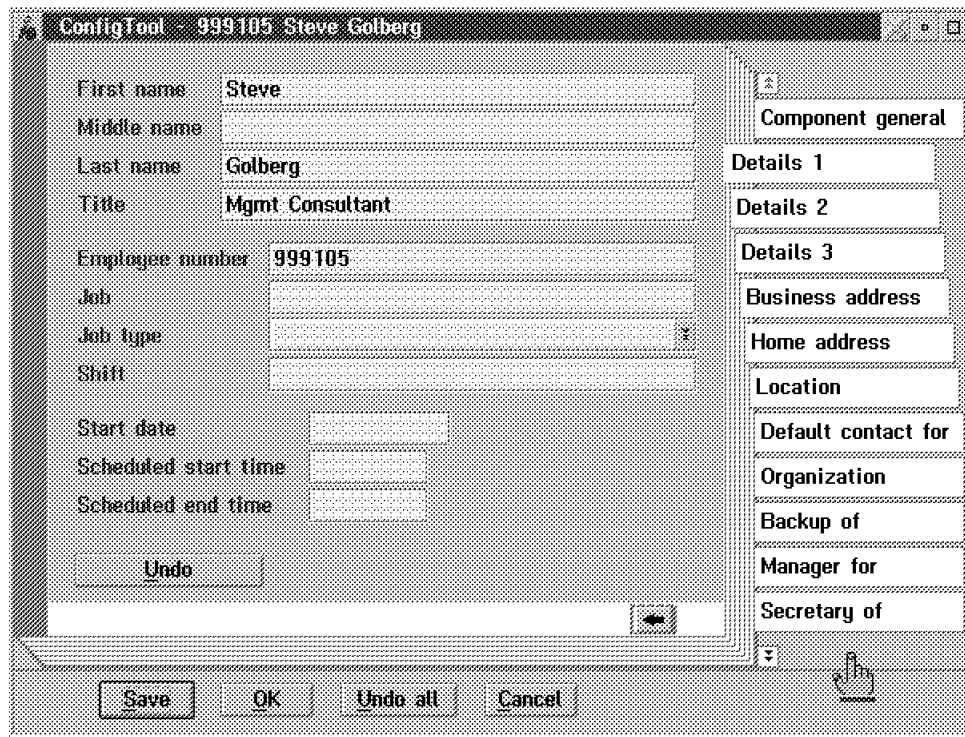 ConfigTool - 999105 Steve Golberg
First name Steve
Middle name
Last name Golberg
Title Mgmt Consultant
Employee number 999105
Job
Job type
Shift
Start date
Scheduled start time
Scheduled end time
Undo
Component general
Details 1
Details 2
Details 3
Business address
Home address
Location
Default contact for
Organization
Backup of
Manager for
Secretary of
Save OK Undo all Cancel